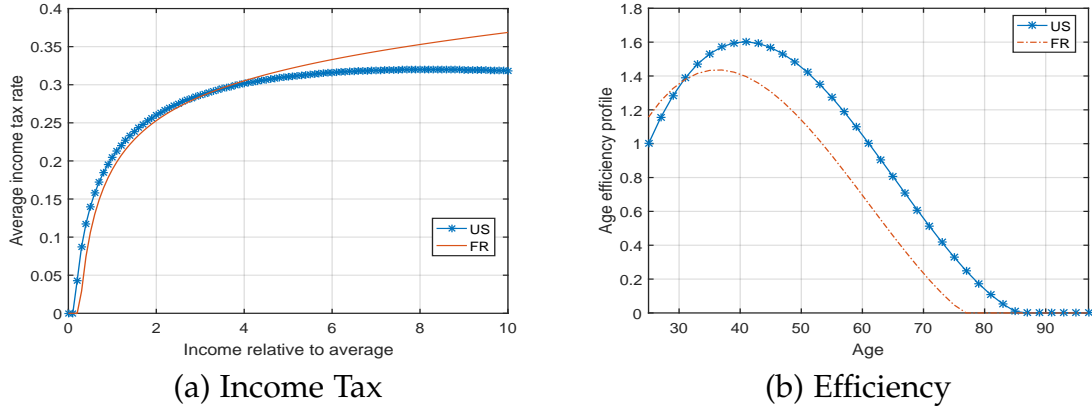 0.4
0.35
0.3
0.25
0.2
0.15
0.1
0.05
0
Average income tax rate
US
FR
0 2 4 6 8 10
Income relative to average
(a) Income Tax
1.8
1.6
1.4
1.2
1
0.8
0.6
0.4
0.2
0
Age efficiency profile
US
FR
30 40 50 60 70 80 90
Age
(b) Efficiency